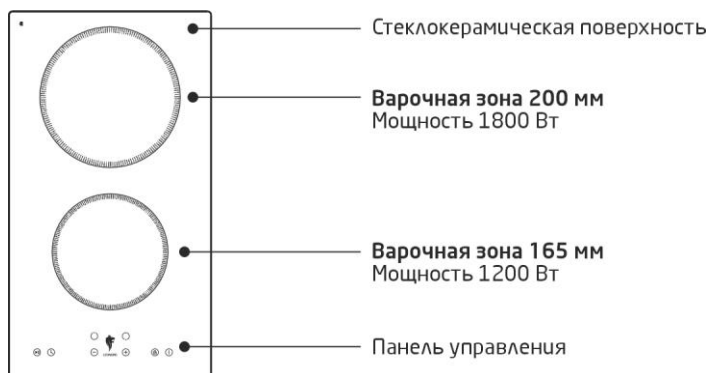 Стеклокерамическая поверхность
Варочная зона 200 мм
Мощность 1800 Вт
Варочная зона 165 мм
Мощность 1200 Вт
Панель управления